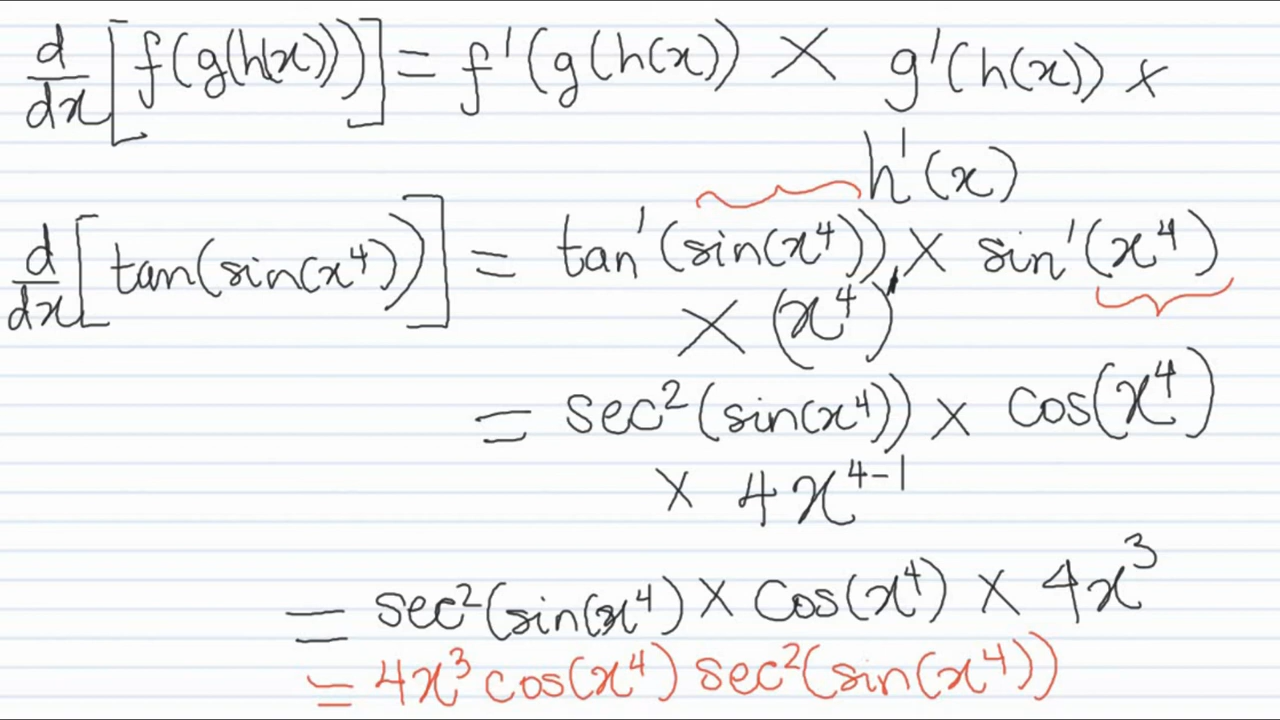 d/dx [f(g(h(x)))] = f'(g(h(x)) × g'(h(x)) ×
h'(x)
d/dx [tan(sin(x⁴))] = tan'(sin(x⁴)) × sin'(x⁴)
× (x⁴)'
= sec²(sin(x⁴)) × cos(x⁴)
× 4x⁴⁻¹
= sec²(sin(x⁴) × cos(x⁴) × 4x³
= 4x³ cos(x⁴) sec²(sin(x⁴))